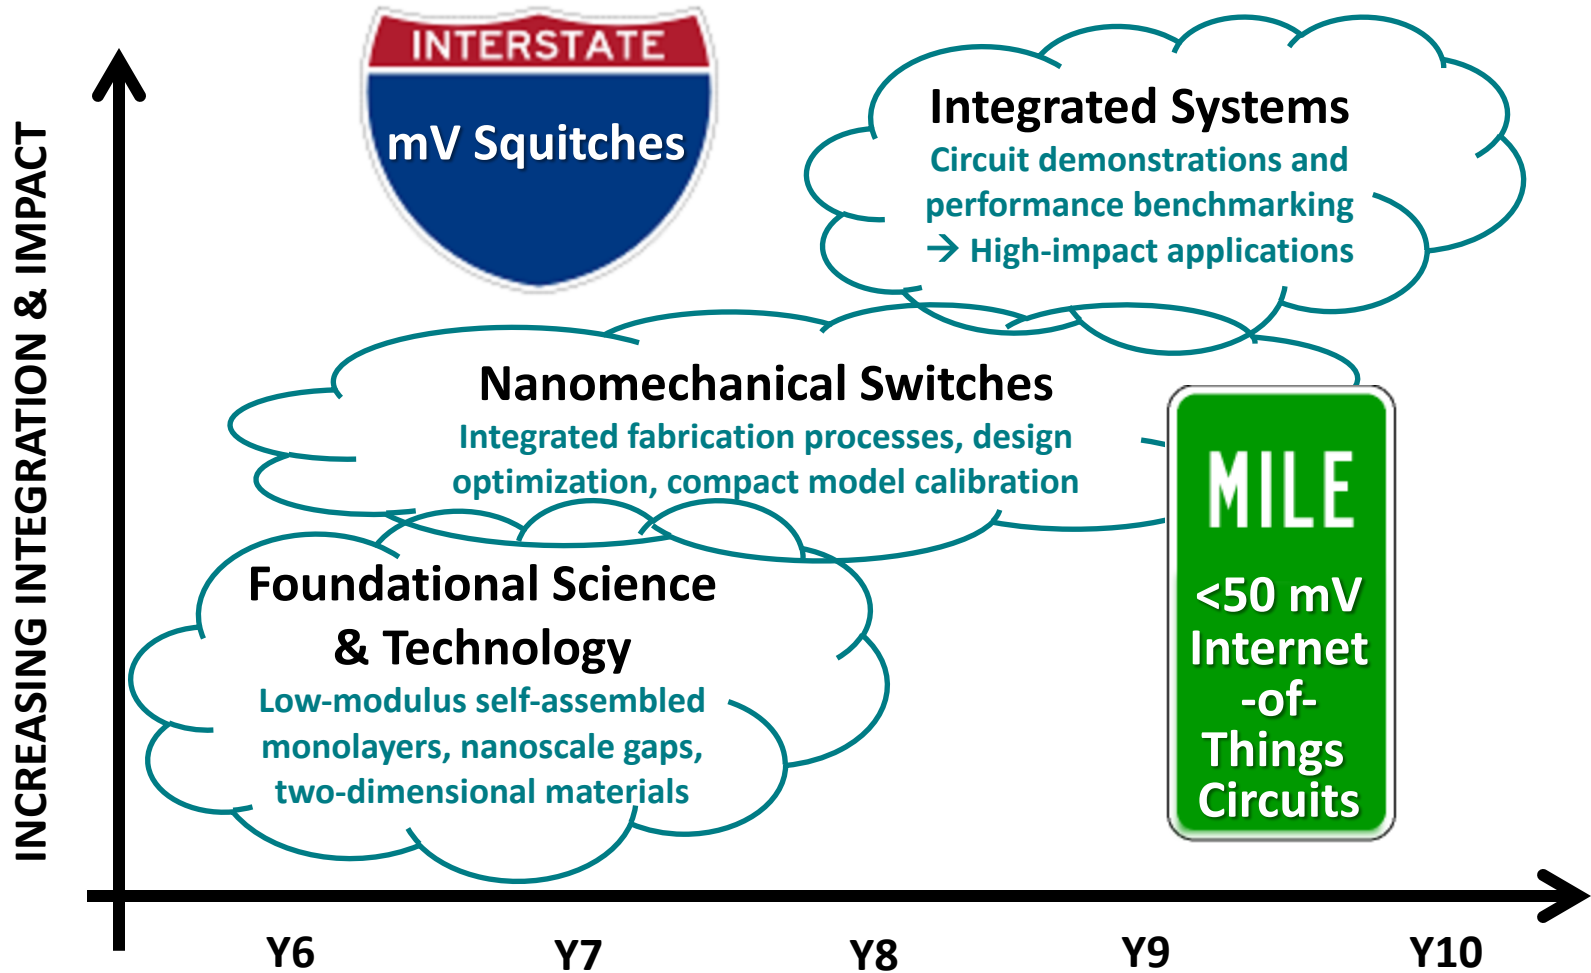 INTERSTATE
mV Squitches
Integrated Systems
Circuit demonstrations and
performance benchmarking
→ High-impact applications
INCREASING INTEGRATION & IMPACT
Nanomechanical Switches
Integrated fabrication processes, design
optimization, compact model calibration
Foundational Science
& Technology
Low-modulus self-assembled
monolayers, nanoscale gaps,
two-dimensional materials
MILE
<50 mV
Internet
-of-
Things
Circuits
Y6
Y7
Y8
Y9
Y10